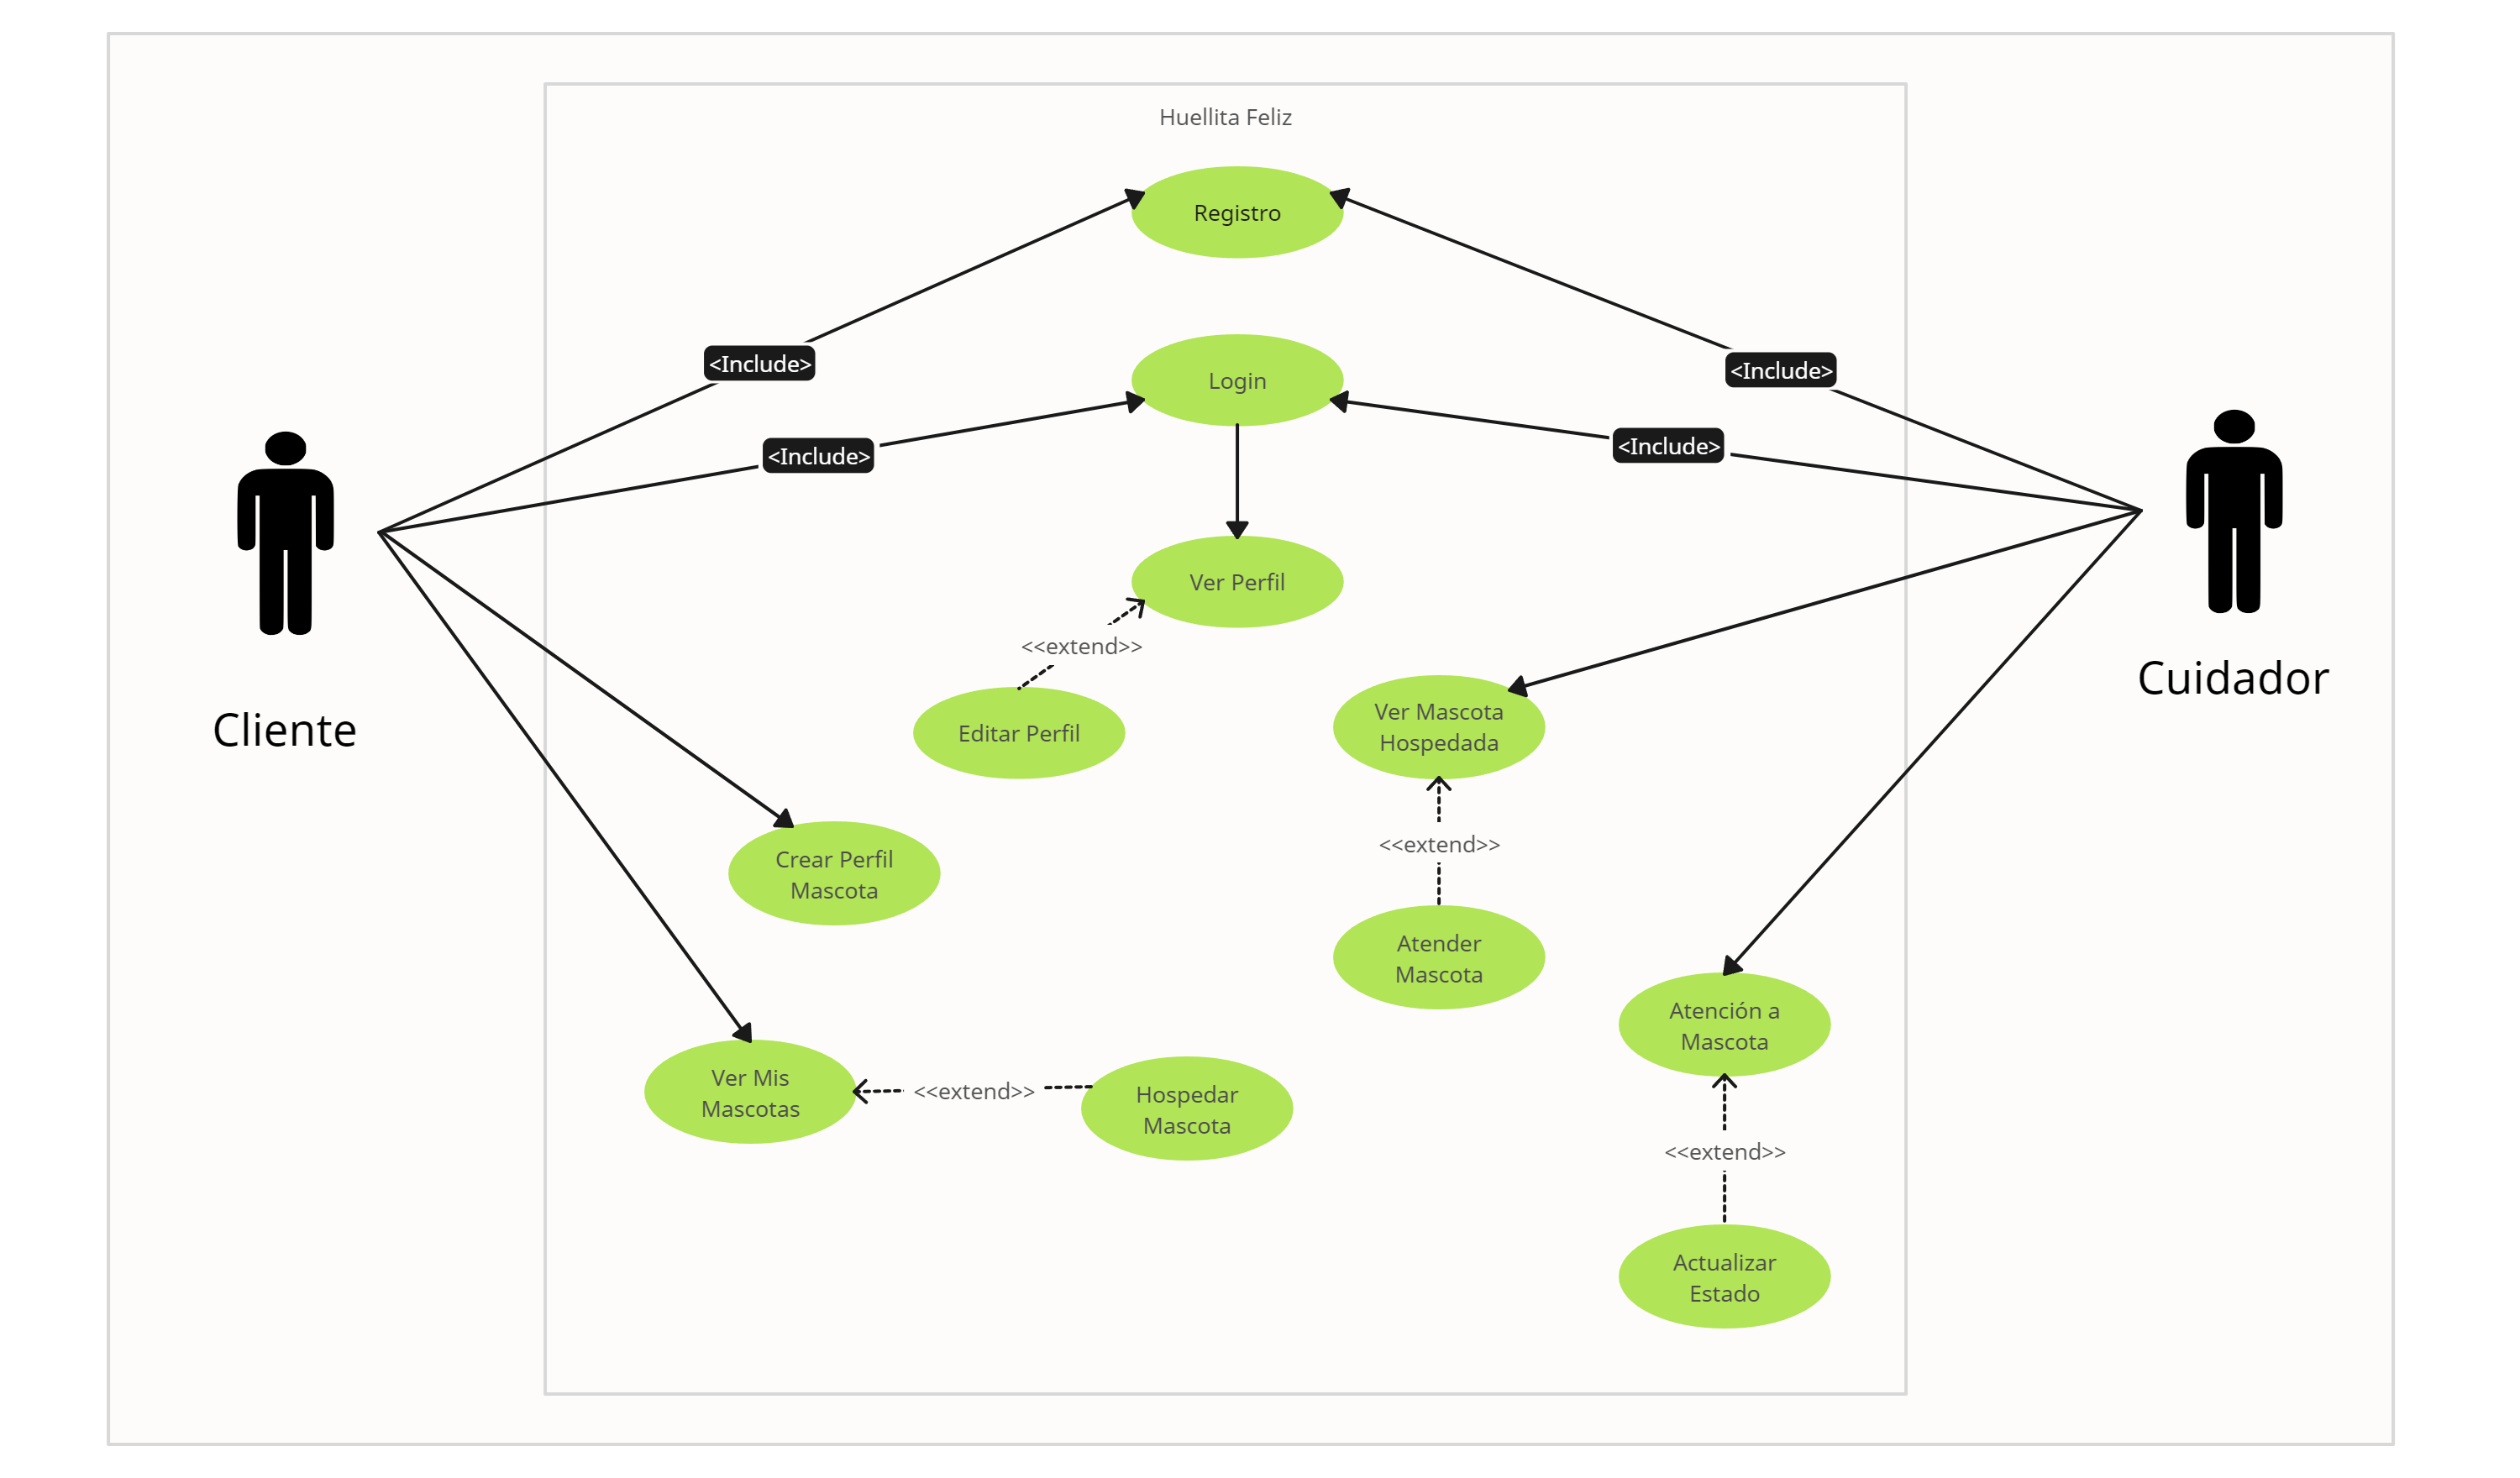 Huellita Feliz
Registro
<Include>
<Include>
Login
<Include>
<Include>
Ver Perfil
<<extend>>
Cuidador
Ver Mascota
Hospedada
Editar Perfil
Cliente
<<extend>>
Crear Perfil
Mascota
Atender
Mascota
Atención a
Mascota
Ver Mis
Mascotas
<<extend>>
Hospedar
Mascota
<<extend>>
Actualizar
Estado